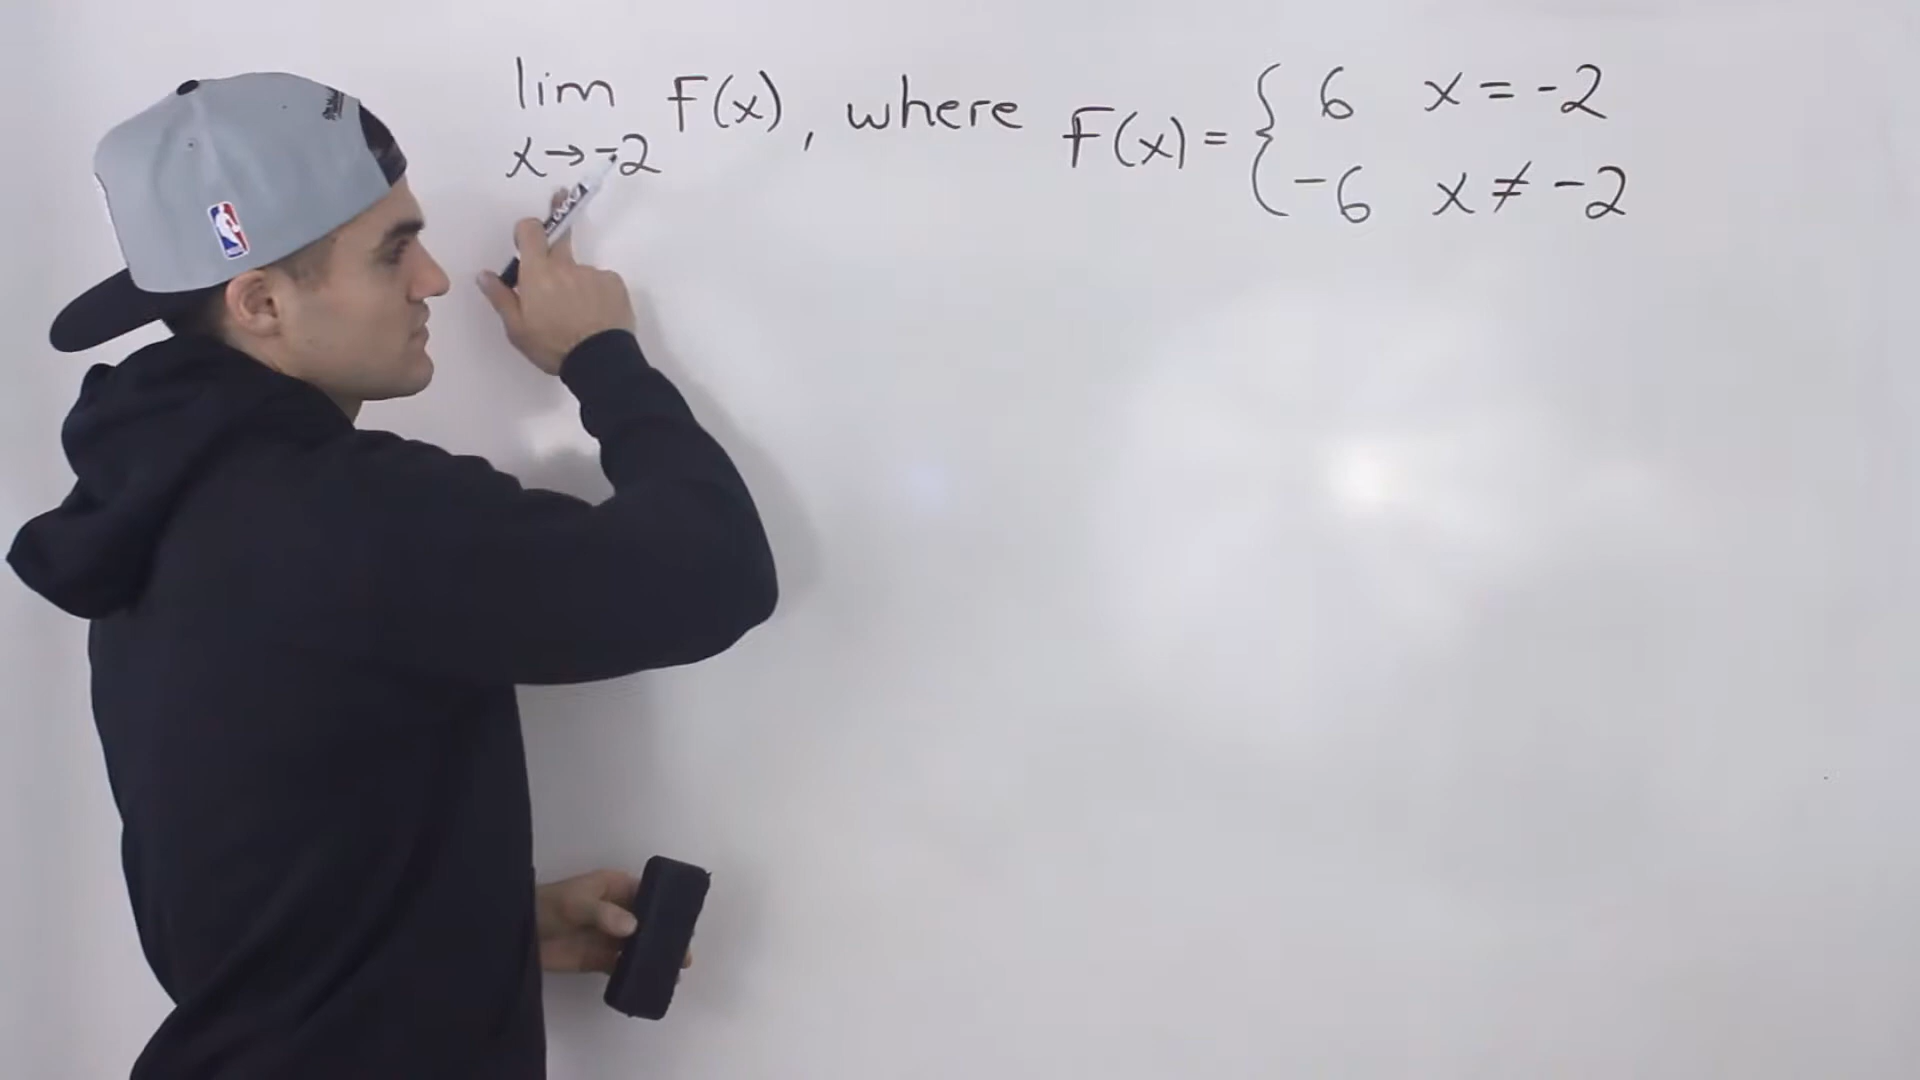 lim F(x), where F(x) = { 6 x = -2
x→-2 -6 x ≠ -2